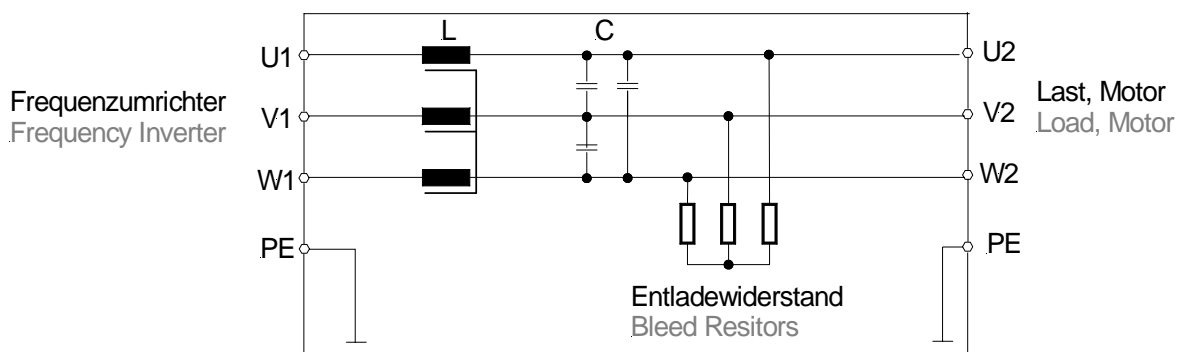 L
C
U1
U2
Frequenzumrichter
Frequency Inverter
V1
V2
Last, Motor
Load, Motor
W1
W2
PE
PE
Entladewiderstand
Bleed Resitors